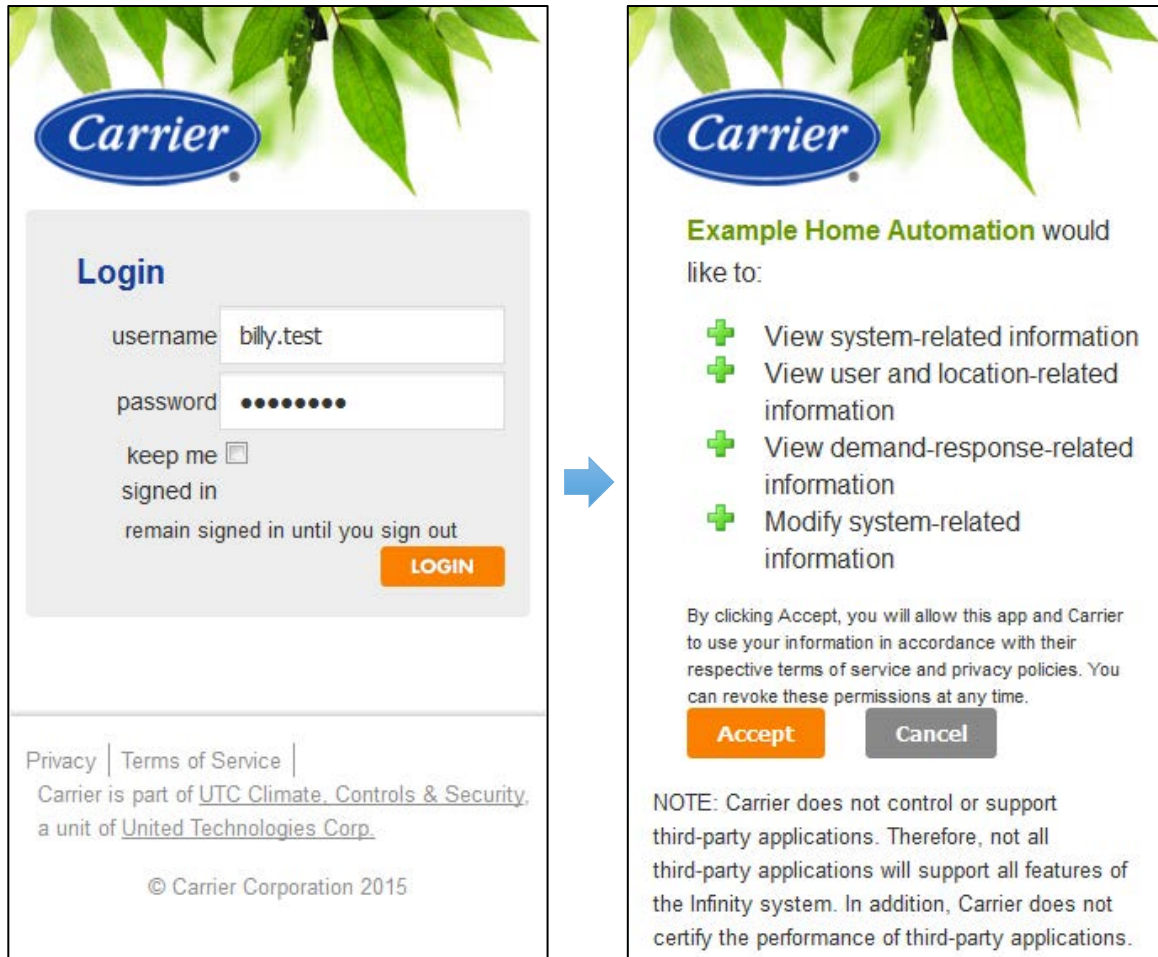 Carrier
Login
username billy.test
password ●●●●●●●●
keep me
signed in
remain signed in until you sign out
LOGIN
Privacy | Terms of Service |
Carrier is part of UTC Climate, Controls & Security,
a unit of United Technologies Corp.
© Carrier Corporation 2015
Carrier
Example Home Automation would
like to:
View system-related information
View user and location-related
information
View demand-response-related
information
Modify system-related
information
By clicking Accept, you will allow this app and Carrier
to use your information in accordance with their
respective terms of service and privacy policies. You
can revoke these permissions at any time.
Accept Cancel
NOTE: Carrier does not control or support
third-party applications. Therefore, not all
third-party applications will support all features of
the Infinity system. In addition, Carrier does not
certify the performance of third-party applications.